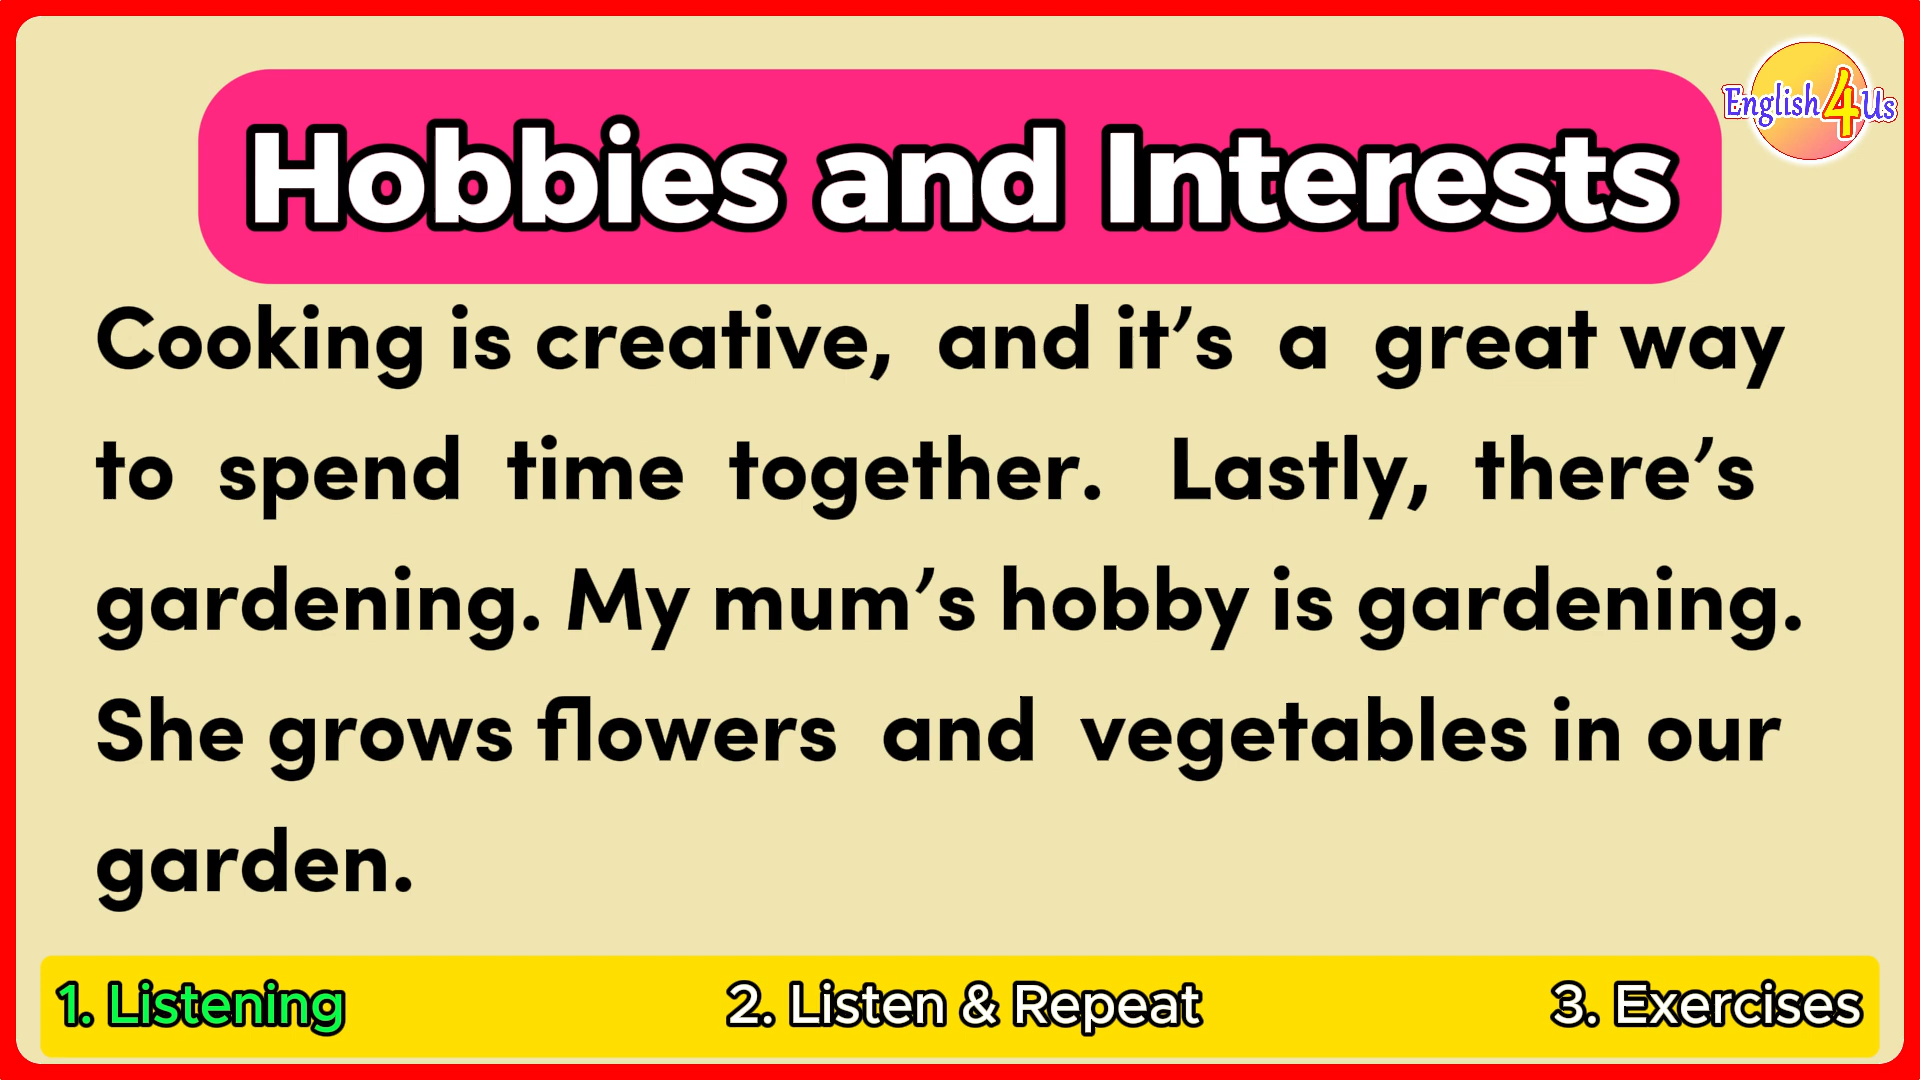 English4Us
Hobbies and Interests
Cooking is creative, and it’s a great way
to spend time together. Lastly, there’s
gardening. My mum’s hobby is gardening.
She grows flowers and vegetables in our
garden.
1. Listening
2. Listen & Repeat
3. Exercises